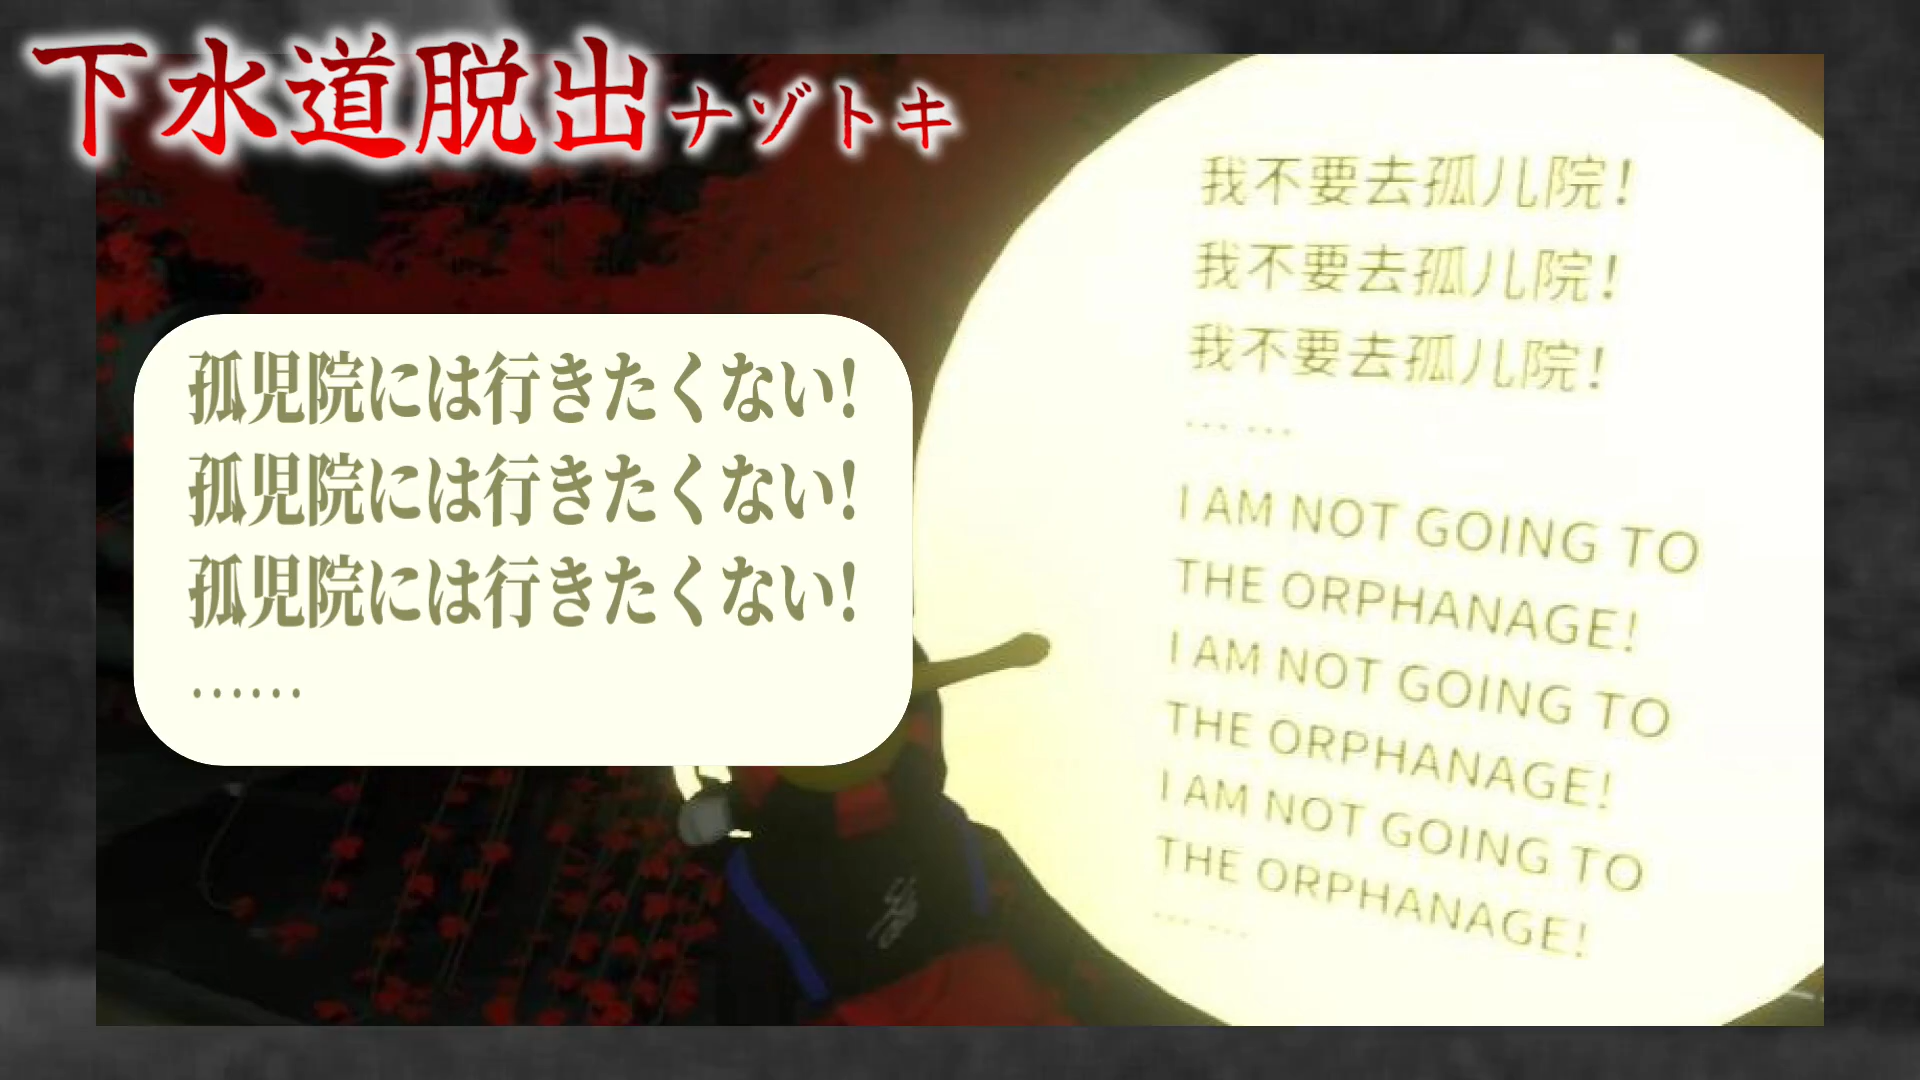 下水道脱出ナゾトキ
孤児院には行きたくない!
孤児院には行きたくない!
孤児院には行きたくない!
······
我不要去孤儿院!
我不要去孤儿院!
我不要去孤儿院!
... ...
I AM NOT GOING TO
THE ORPHANAGE!
I AM NOT GOING TO
THE ORPHANAGE!
I AM NOT GOING TO
THE ORPHANAGE!
... ...